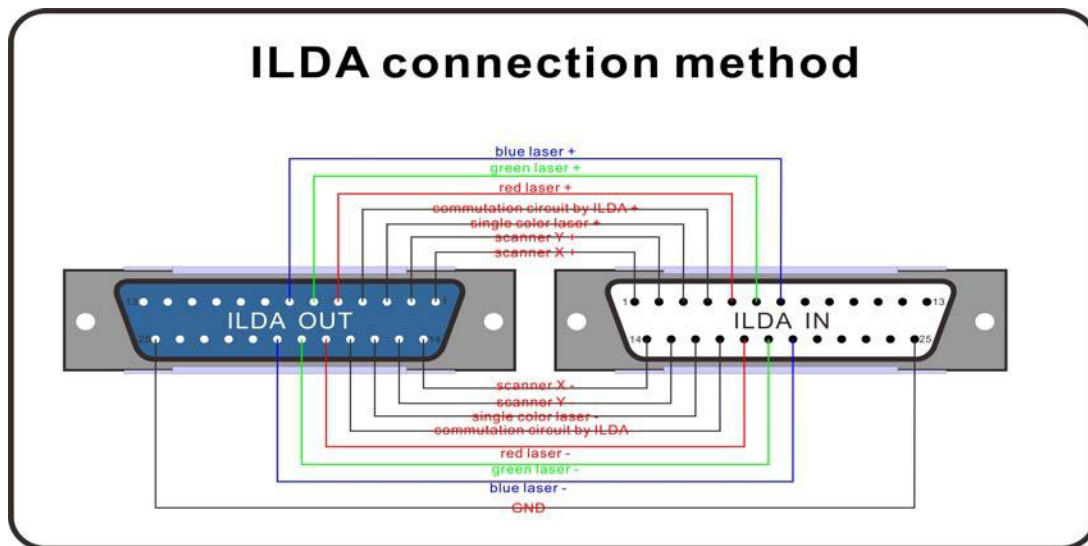 ILDA connection method
blue laser +
green laser +
red laser +
commutation circuit by ILDA +
single color laser +
scanner Y +
scanner X +
13 1 1 13
ILDA OUT ILDA IN
25 14 14 25
scanner X -
scanner Y -
single color laser -
commutation circuit by ILDA
red laser -
green laser -
blue laser -
GND